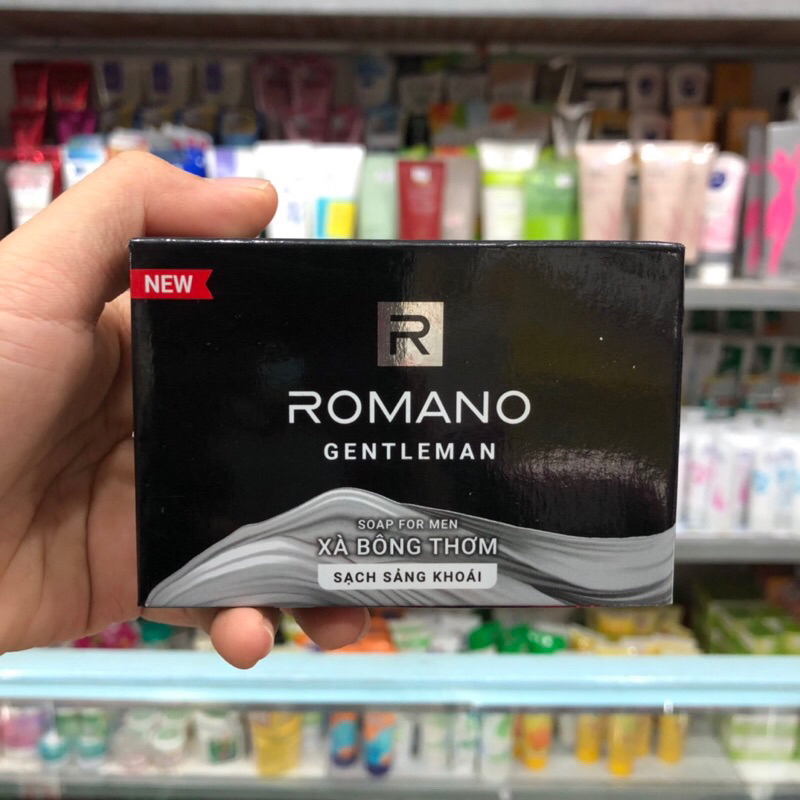 NEW
R
ROMANO
GENTLEMAN
SOAP FOR MEN
XÀ BÔNG THƠM
SẠCH SẢNG KHOÁI